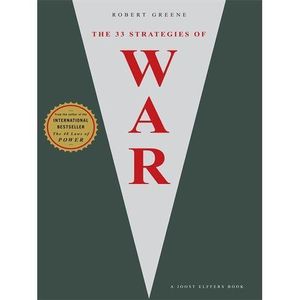 ROBERT GREENE
THE 33 STRATEGIES OF
WAR
From the author of the
INTERNATIONAL
BESTSELLER
The 48 Laws of
POWER
A JOOST ELFFERS BOOK